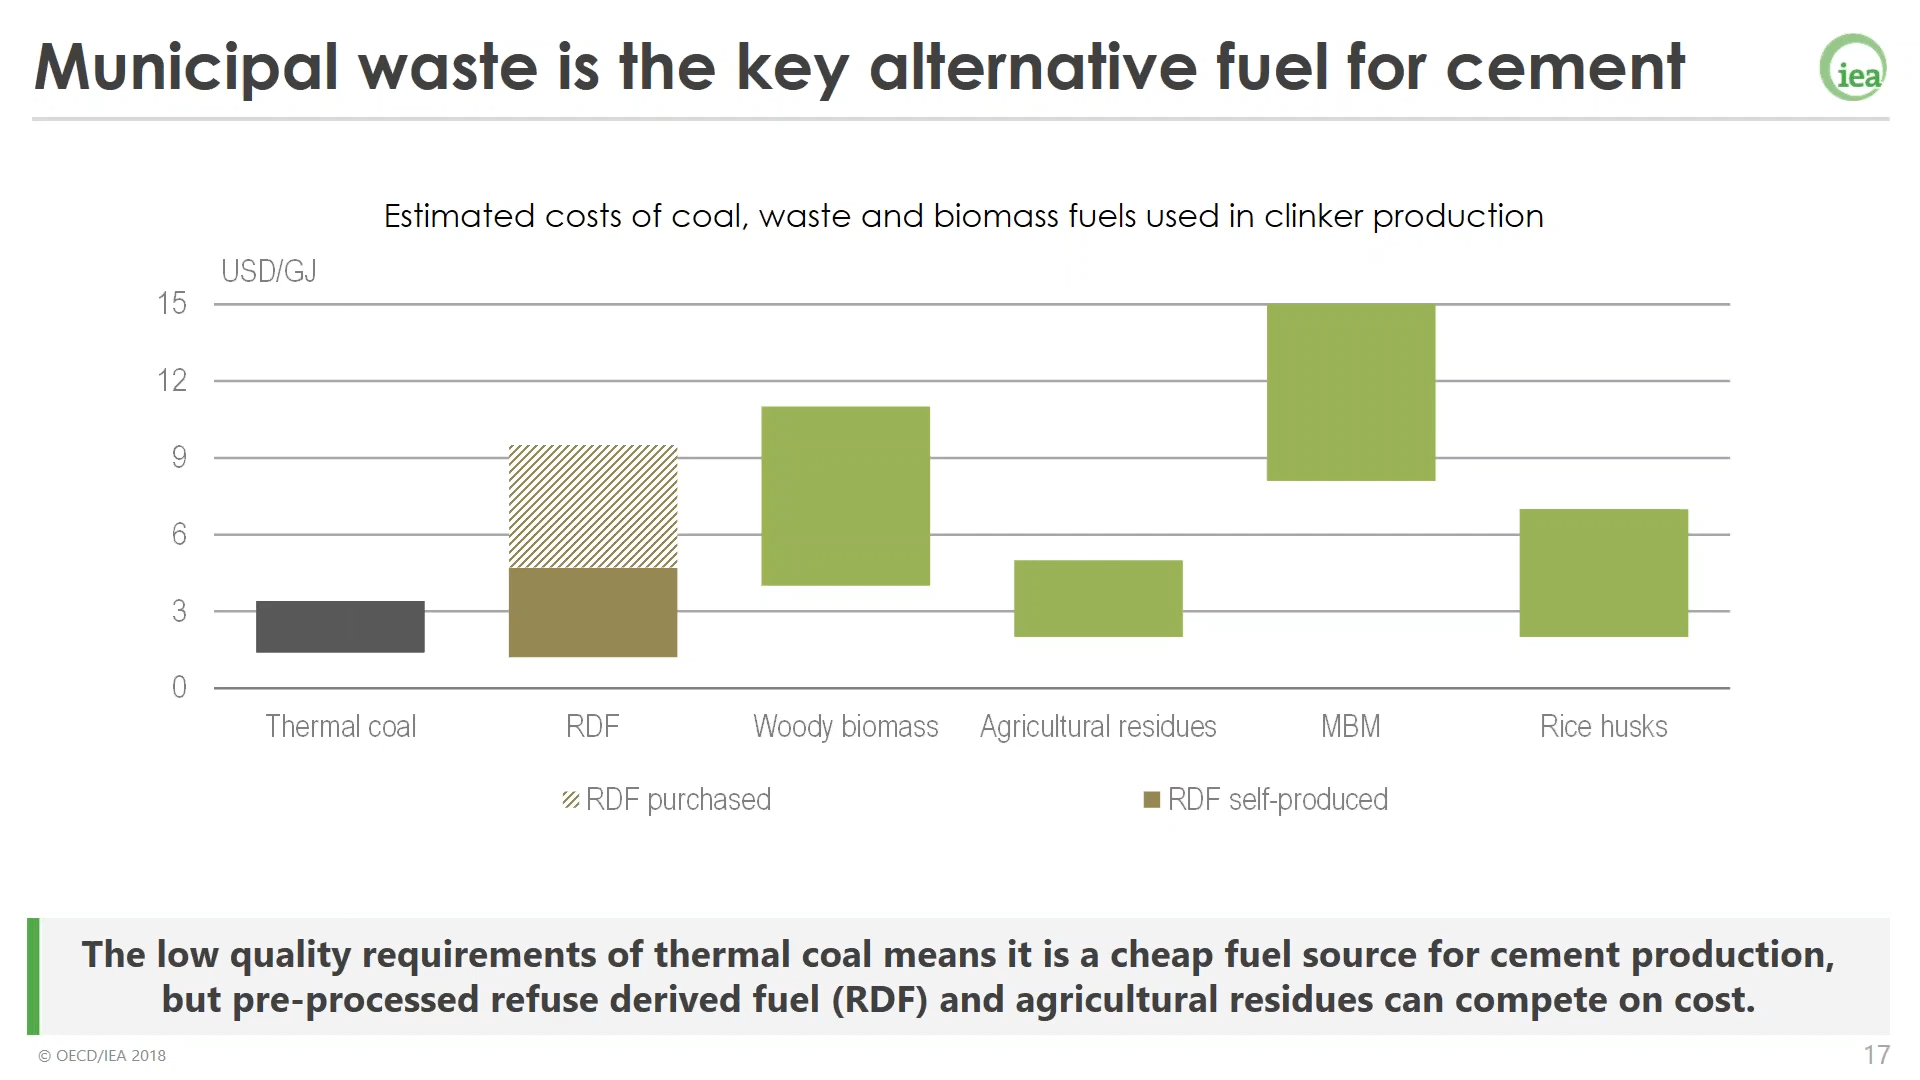 Municipal waste is the key alternative fuel for cement
iea
Estimated costs of coal, waste and biomass fuels used in clinker production
USD/GJ
15
12
9
6
3
0
Thermal coal RDF Woody biomass Agricultural residues MBM Rice husks
RDF purchased RDF self-produced
The low quality requirements of thermal coal means it is a cheap fuel source for cement production,
but pre-processed refuse derived fuel (RDF) and agricultural residues can compete on cost.
© OECD/IEA 2018
17